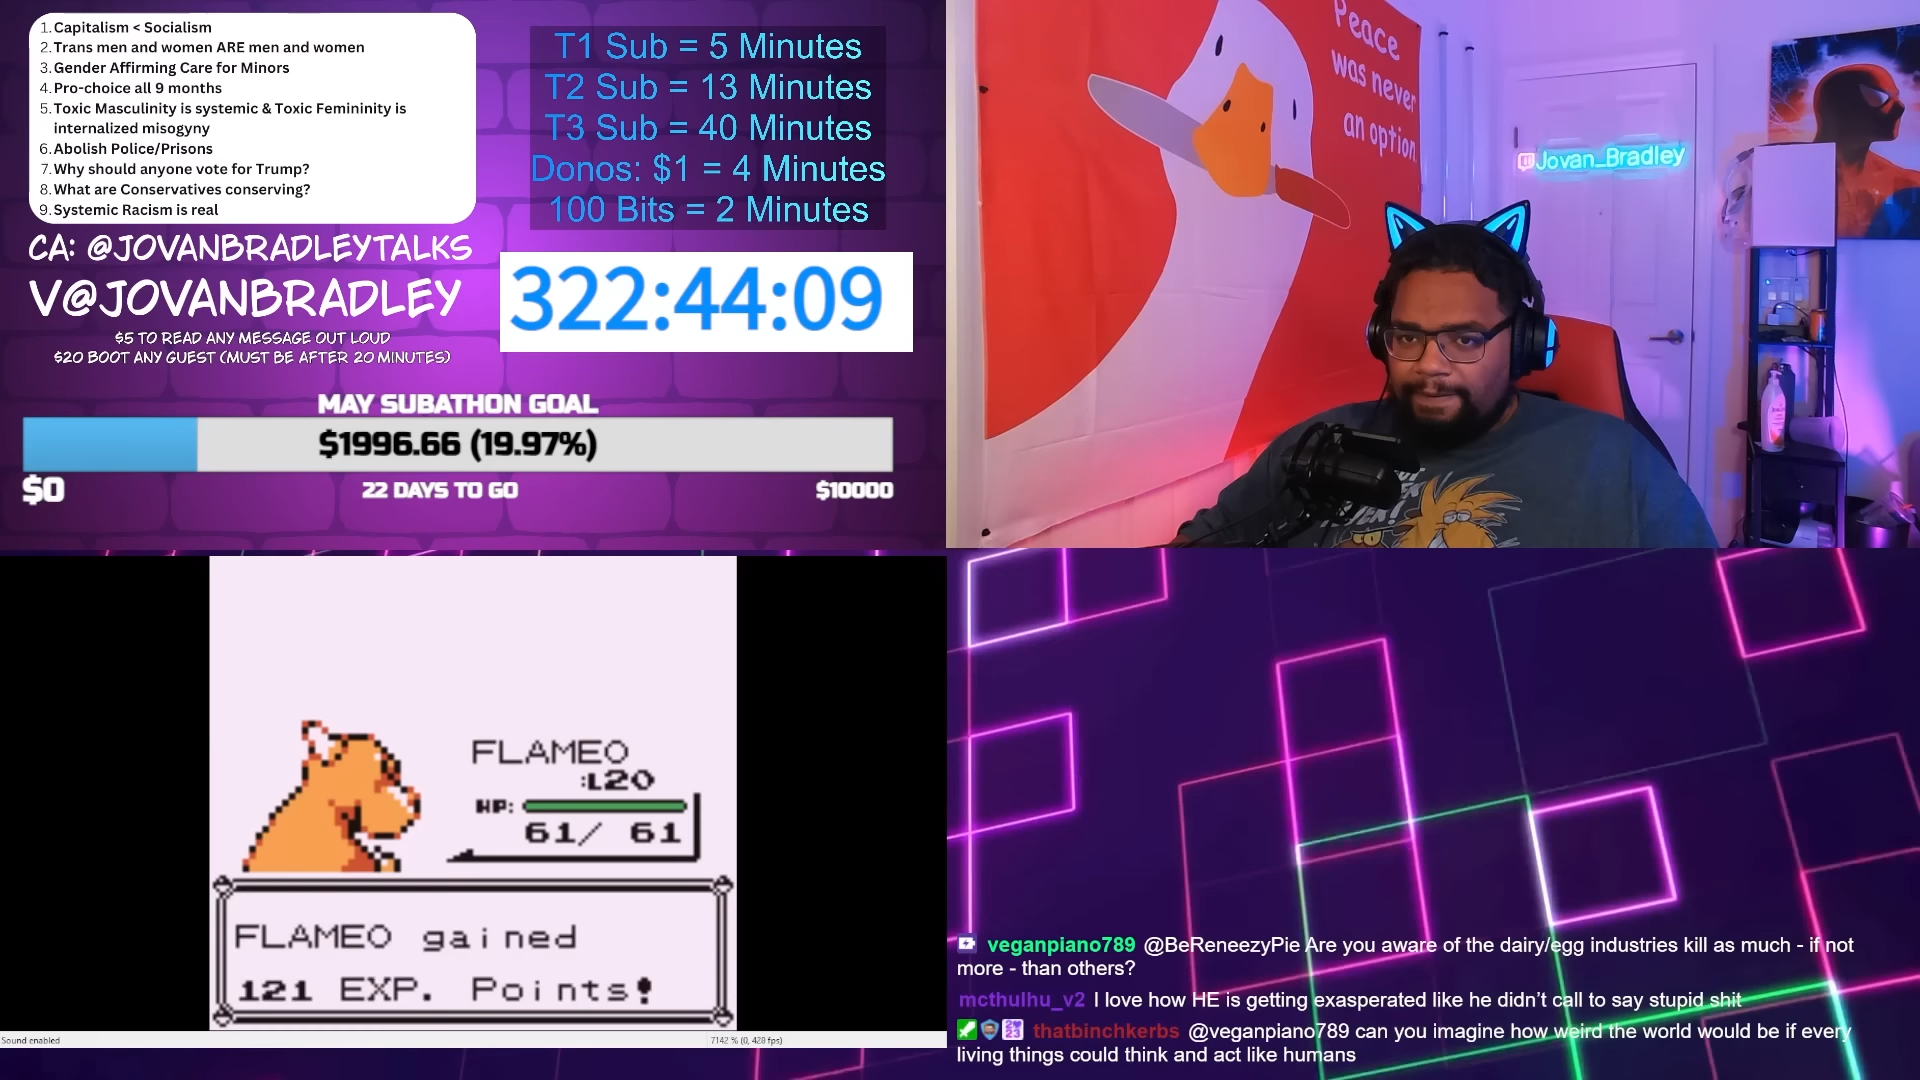 1. Capitalism < Socialism
2. Trans men and women ARE men and women
3. Gender Affirming Care for Minors
4. Pro-choice all 9 months
5. Toxic Masculinity is systemic & Toxic Femininity is
internalized misogyny
6. Abolish Police/Prisons
7. Why should anyone vote for Trump?
8. What are Conservatives conserving?
9. Systemic Racism is real
CA: @JOVANBRADLEYTALKS
V@JOVANBRADLEY
$5 TO READ ANY MESSAGE OUT LOUD
$20 BOOT ANY GUEST (MUST BE AFTER 20 MINUTES)
T1 Sub = 5 Minutes
T2 Sub = 13 Minutes
T3 Sub = 40 Minutes
Donos: $1 = 4 Minutes
100 Bits = 2 Minutes
322:44:09
MAY SUBATHON GOAL
$1996.66 (19.97%)
$0
22 DAYS TO GO
$10000
Peace
was never
an option
Jovan_Bradley
FLAMEO
:L20
HP:
61/ 61
FLAMEO gained
121 EXP. Points!
Sound enabled
7142 % (0, 428 fps)
veganpiano789 @BeReneezyPie Are you aware of the dairy/egg industries kill as much - if not
more - than others?
mcthulhu_v2 I love how HE is getting exasperated like he didn't call to say stupid shit
thatbinchkerbs @veganpiano789 can you imagine how weird the world would be if every
living things could think and act like humans